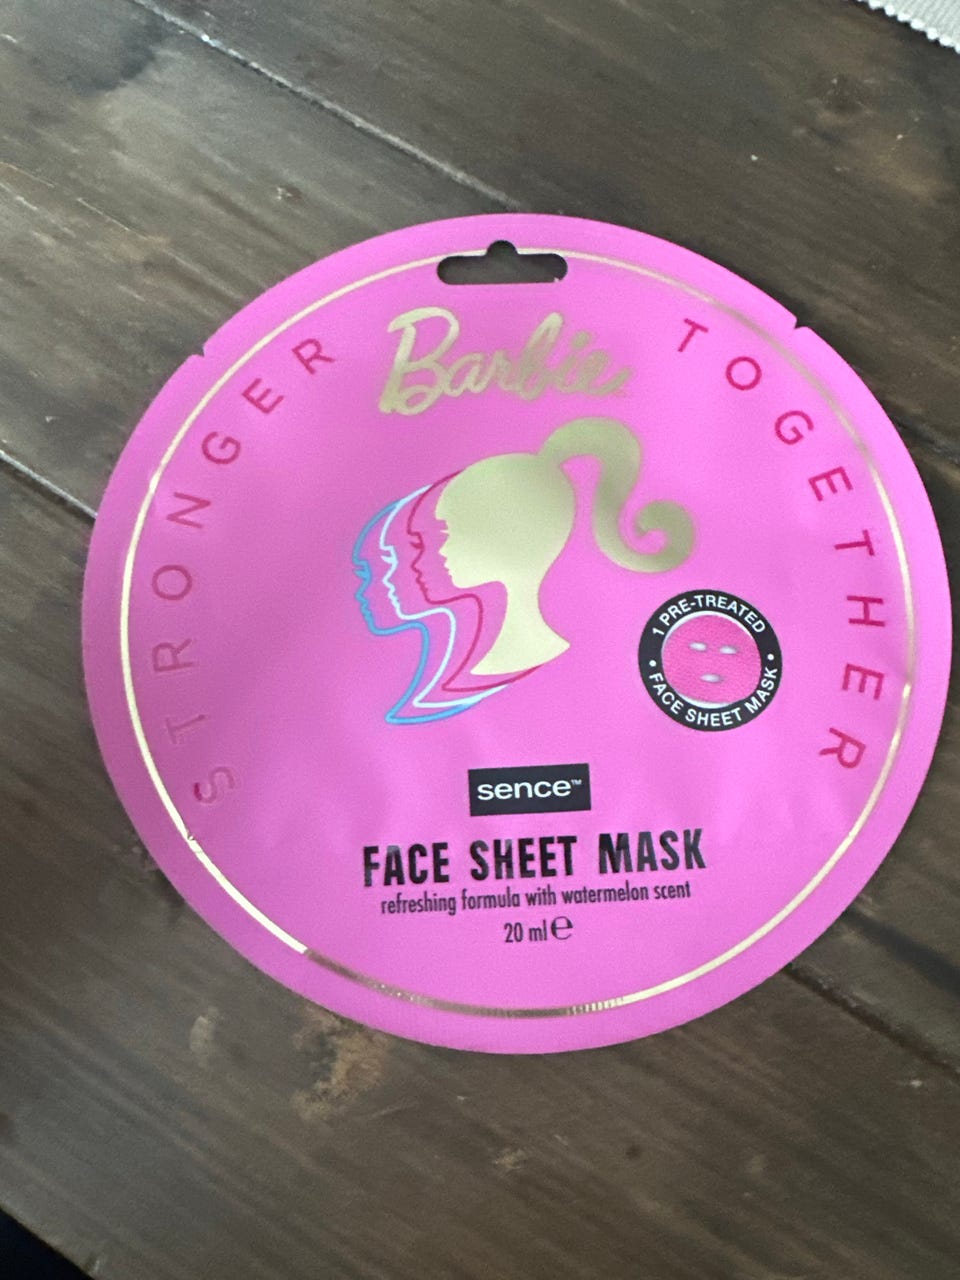 Barbie
STRONGER TOGETHER
1 PRE-TREATED
• FACE SHEET MASK •
sence™
FACE SHEET MASK
refreshing formula with watermelon scent
20 ml ℮